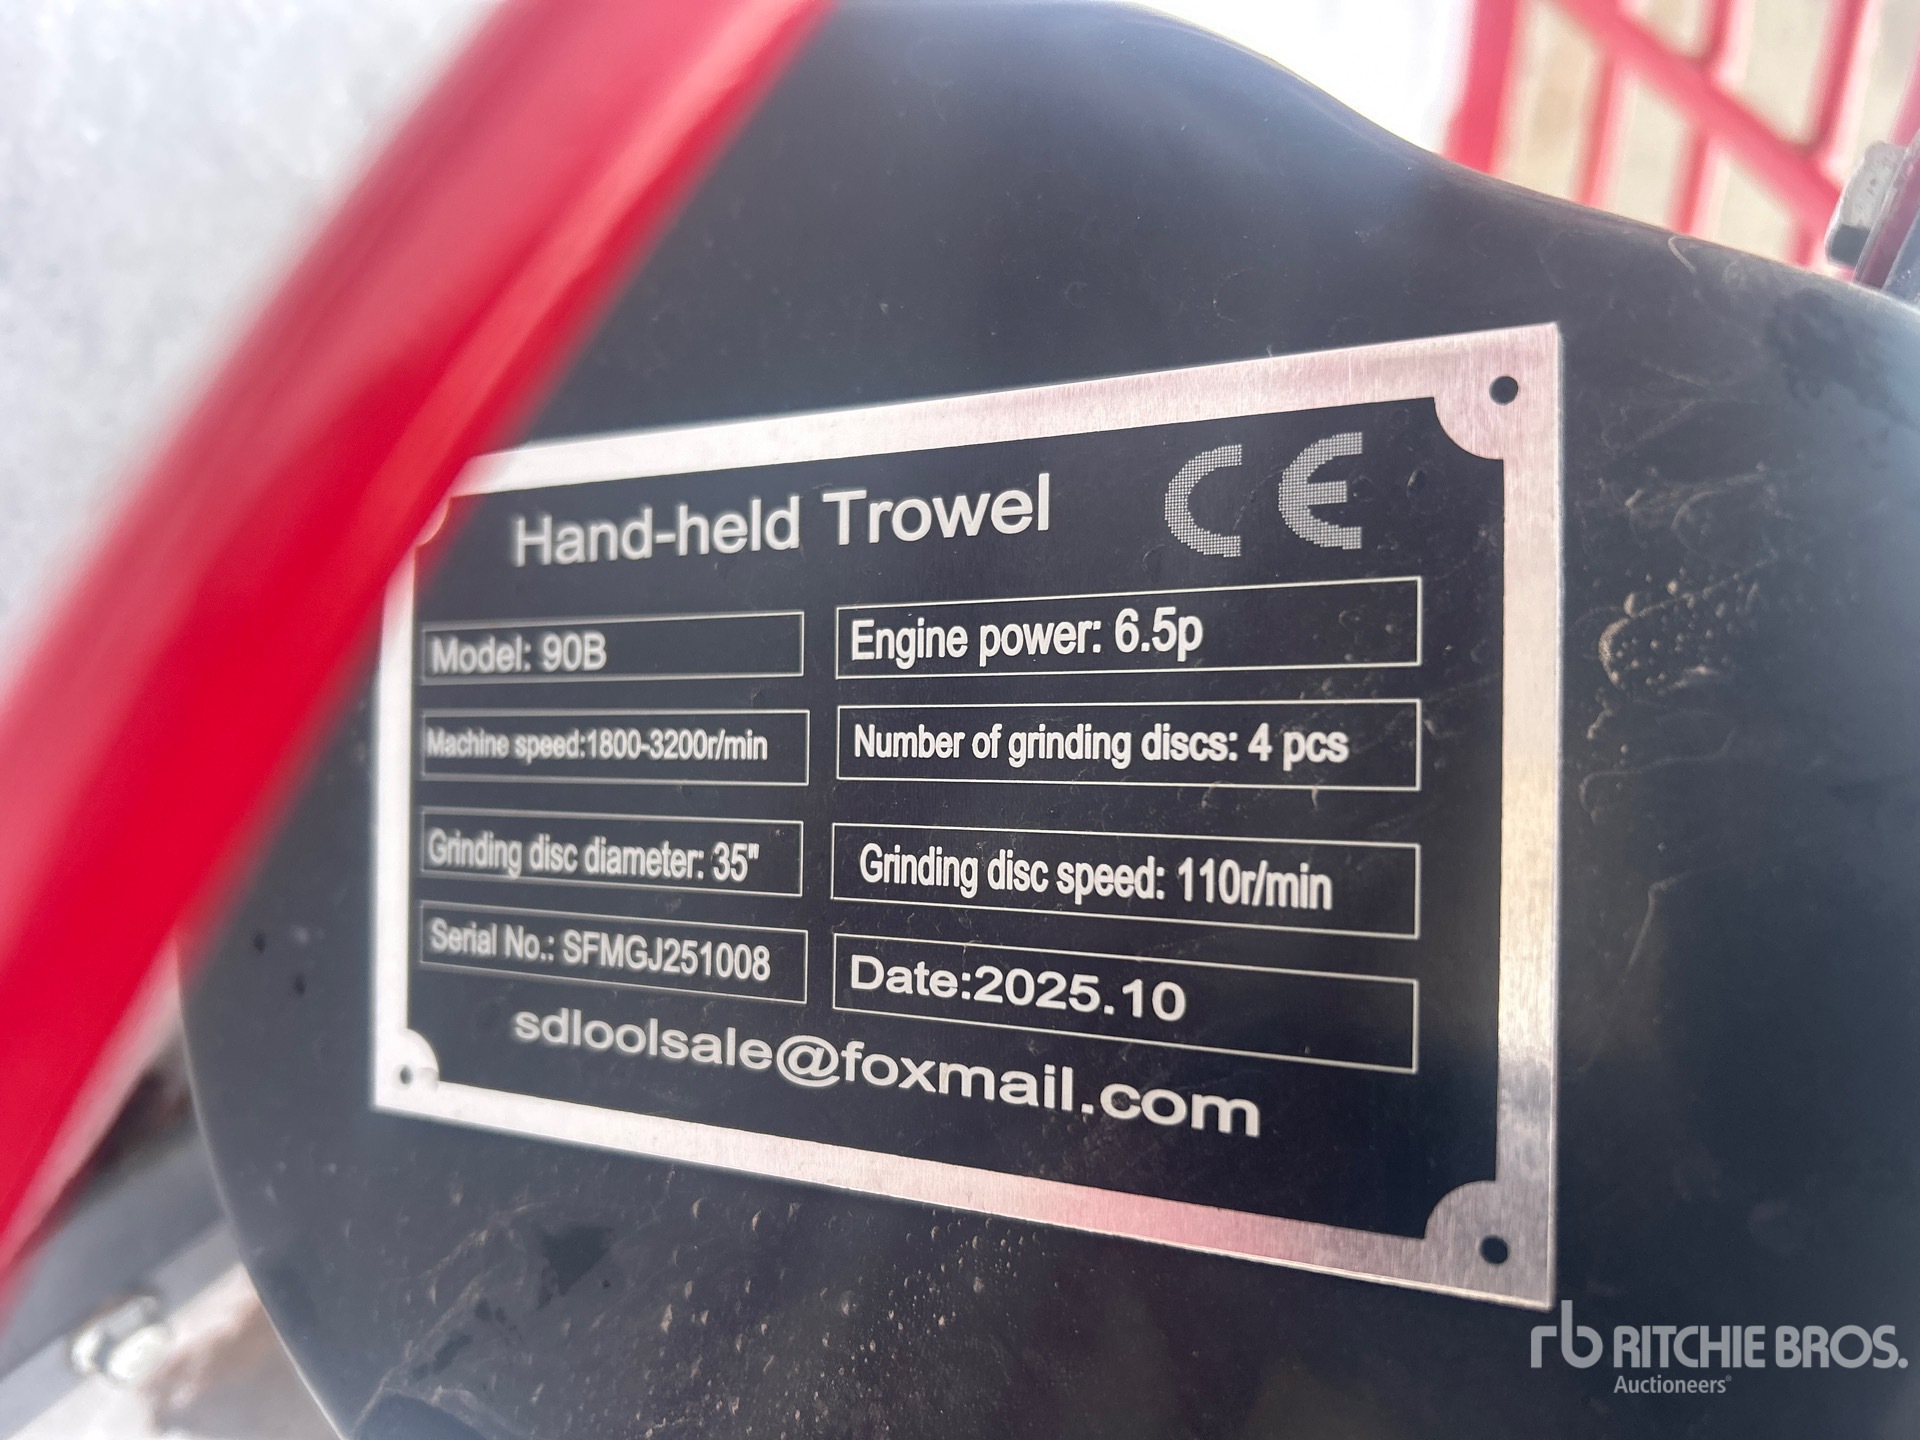 Hand-held Trowel CE
Model: 90B
Engine power: 6.5p
Machine speed:1800-3200r/min
Number of grinding discs: 4 pcs
Grinding disc diameter: 35"
Grinding disc speed: 110r/min
Serial No.: SFMGJ251008
Date:2025.10
sdloolsale@foxmail.com
rb RITCHIE BROS.
Auctioneers®